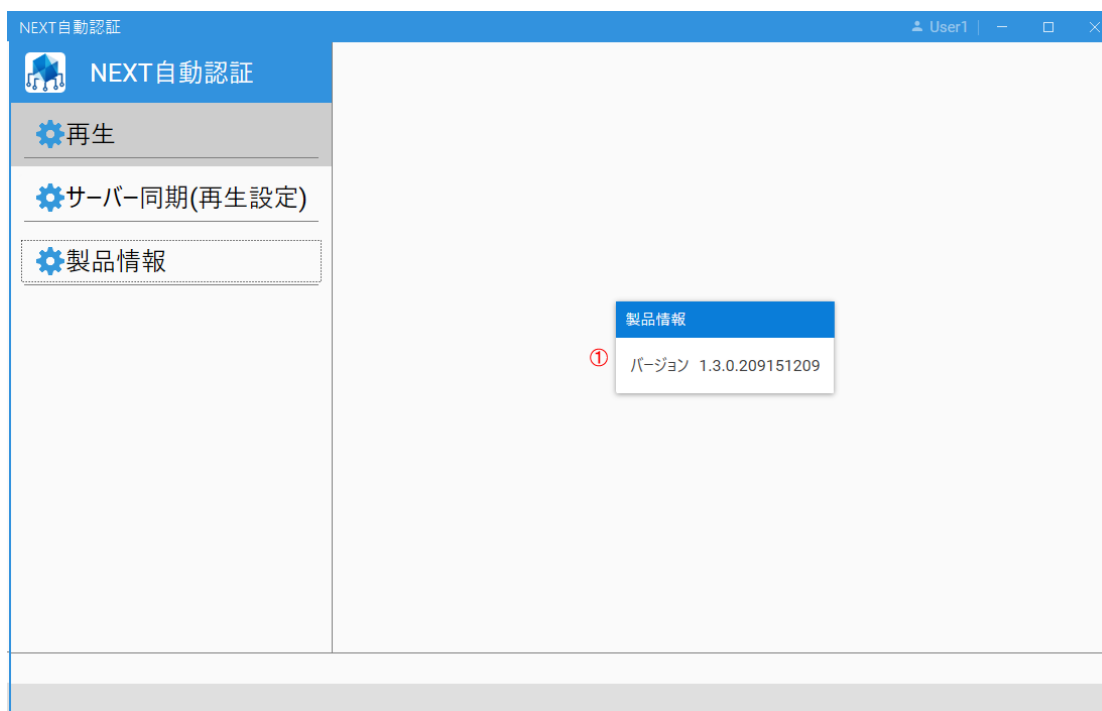 NEXT自動認証
User1
NEXT自動認証
再生
サーバー同期(再生設定)
製品情報
製品情報
① バージョン 1.3.0.209151209